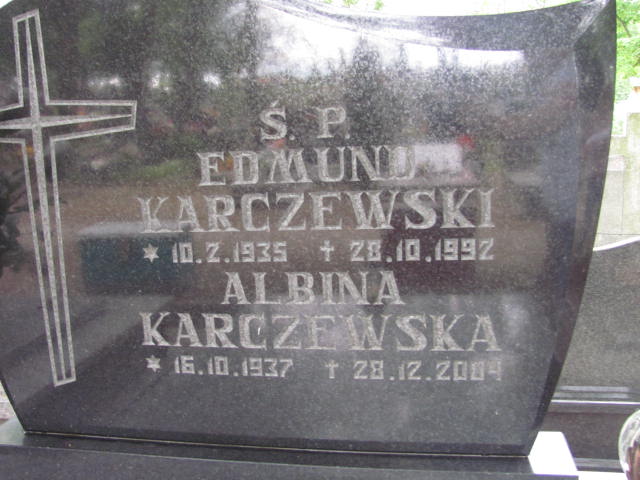 Ś. P.
EDMUND
KARCZEWSKI
* 10.2.1935 † 28.10.1992
ALBINA
KARCZEWSKA
* 16.10.1937 † 28.12.2004